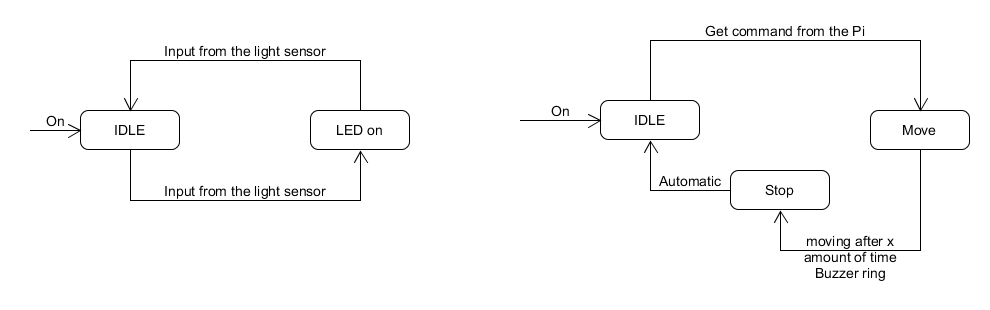 Input from the light sensor
On
IDLE
LED on
Input from the light sensor
Get command from the Pi
On
IDLE
Move
Automatic
Stop
moving after x
amount of time
Buzzer ring